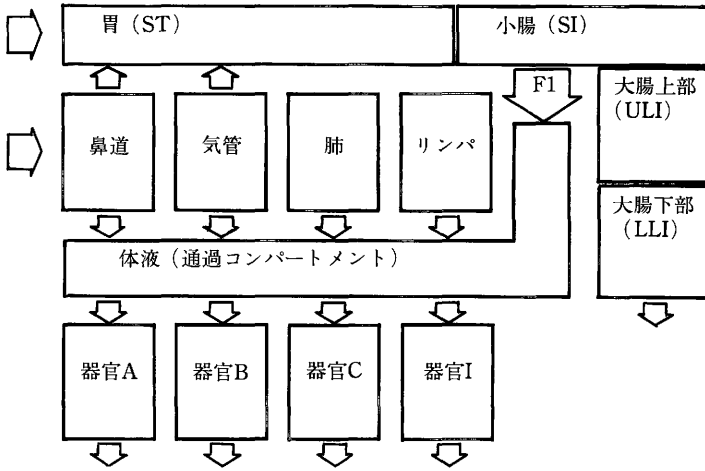 胃（ST）
小腸（SI）
F1
大腸上部
（ULI）
鼻道
気管
肺
リンパ
大腸下部
（LLI）
体液（通過コンパートメント）
器官A
器官B
器官C
器官I